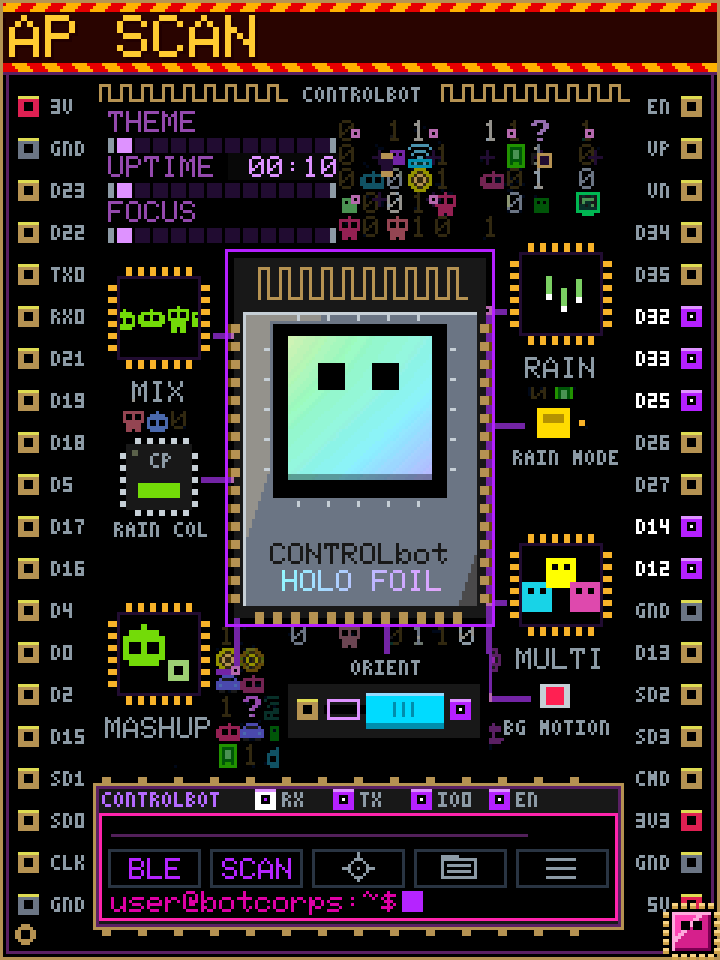 AP SCAN
CONTROLBOT
3V
GND
D23
D22
TX0
RX0
D21
D19
D18
D5
D17
D16
D4
D0
D2
D15
SD1
SD0
CLK
GND
THEME
UPTIME 00:10
FOCUS
MIX
CP
RAIN COL
MASHUP
CONTROLbot
HOLO FOIL
ORIENT
RAIN
RAIN MODE
MULTI
BG MOTION
EN
VP
VN
D34
D35
D32
D33
D25
D26
D27
D14
D12
GND
D13
SD2
SD3
CMD
3V3
GND
5V
CONTROLBOT RX TX IO0 EN
BLE SCAN
user@botcorps:~$